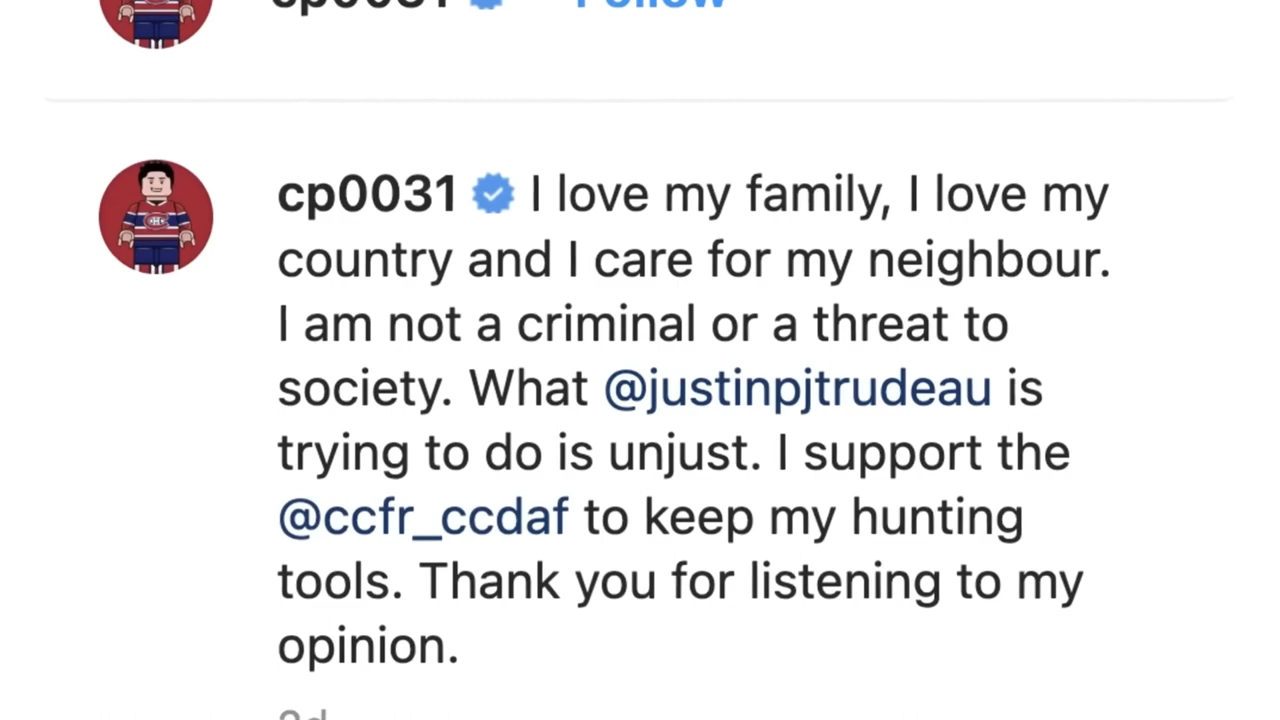 cp0031 Follow
cp0031 I love my family, I love my
country and I care for my neighbour.
I am not a criminal or a threat to
society. What @justinpjtrudeau is
trying to do is unjust. I support the
@ccfr_ccdaf to keep my hunting
tools. Thank you for listening to my
opinion.